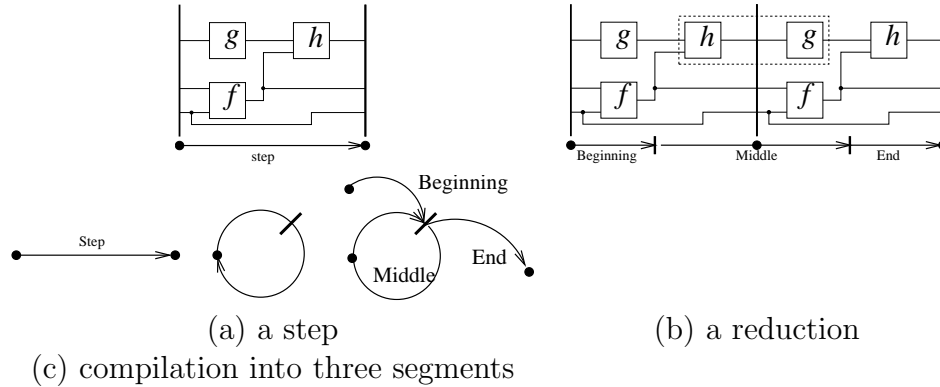 g h
f
step
g h g h
f f
Beginning Middle End
Step
Beginning
Middle
End
(a) a step
(b) a reduction
(c) compilation into three segments